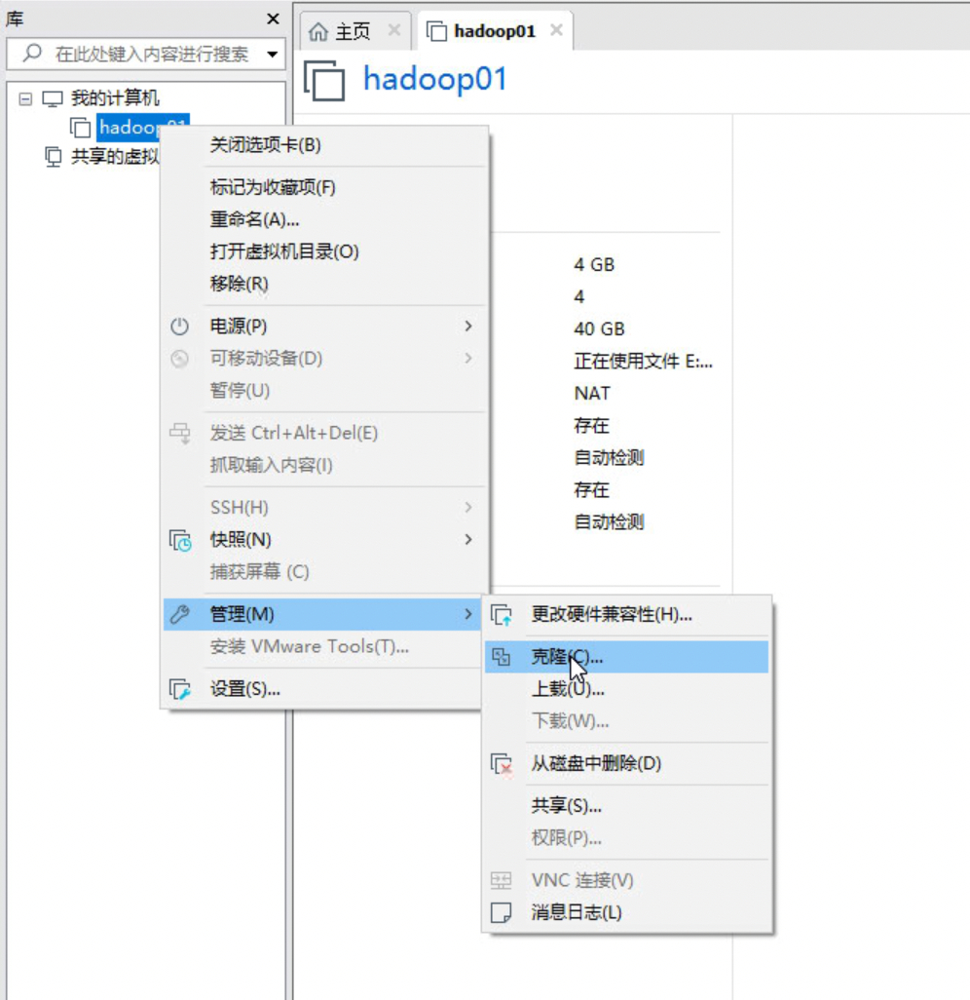 库
主页
hadoop01
在此处键入内容进行搜索
hadoop01
我的计算机
共享的虚拟
关闭选项卡(B)
标记为收藏项(F)
重命名(A)...
打开虚拟机目录(O)
移除(R)
电源(P)
可移动设备(D)
暂停(U)
发送 Ctrl+Alt+Del(E)
抓取输入内容(I)
SSH(H)
快照(N)
捕获屏幕 (C)
管理(M)
安装 VMware Tools(T)...
设置(S)...
4 GB
4
40 GB
正在使用文件 E:...
NAT
存在
自动检测
存在
自动检测
更改硬件兼容性(H)...
克隆(C)...
上载(U)...
下载(W)...
从磁盘中删除(D)
共享(S)...
权限(P)...
VNC 连接(V)
消息日志(L)